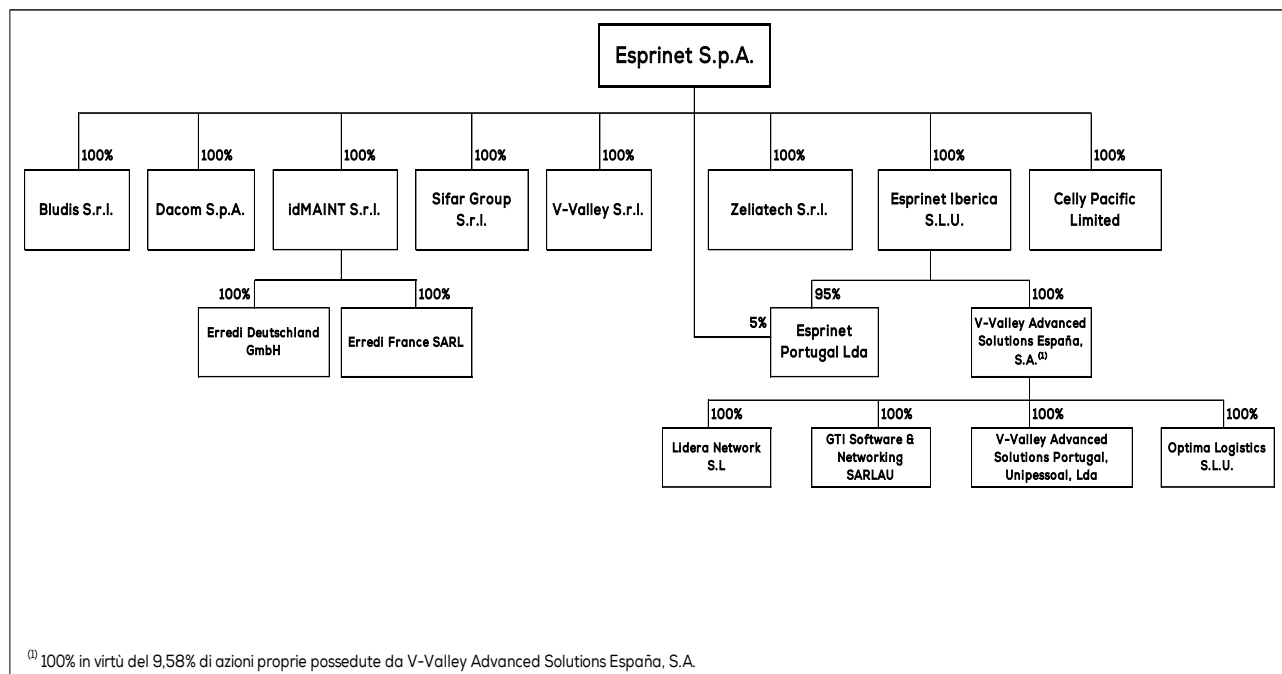 Esprinet S.p.A.
100%
100%
100%
100%
100%
100%
100%
100%
Bludis S.r.l.
Dacom S.p.A.
idMAINT S.r.l.
Sifar Group
S.r.l.
V-Valley S.r.l.
Zeliatech S.r.l.
Esprinet Iberica
S.L.U.
Celly Pacific
Limited
100%
100%
5%
95%
100%
Erredi Deutschland
GmbH
Erredi France SARL
Esprinet
Portugal Lda
V-Valley Advanced
Solutions España,
S.A.(1)
100%
100%
100%
100%
Lidera Network
S.L
GTI Software &
Networking
SARLAU
V-Valley Advanced
Solutions Portugal,
Unipessoal, Lda
Optima Logistics
S.L.U.
(1) 100% in virtù del 9,58% di azioni proprie possedute da V-Valley Advanced Solutions España, S.A.